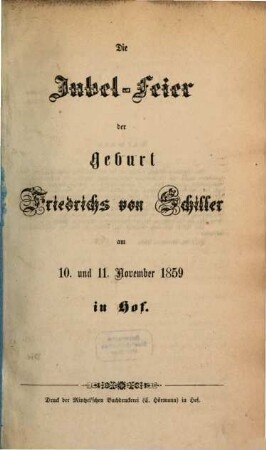 Die
Jubel-Feier
der
Geburt
Friedrichs von Schiller
am
10. und 11. November 1859
in Hof.
Druck der Mintzel'schen Buchdruckerei (C. Hörmann) in Hof.